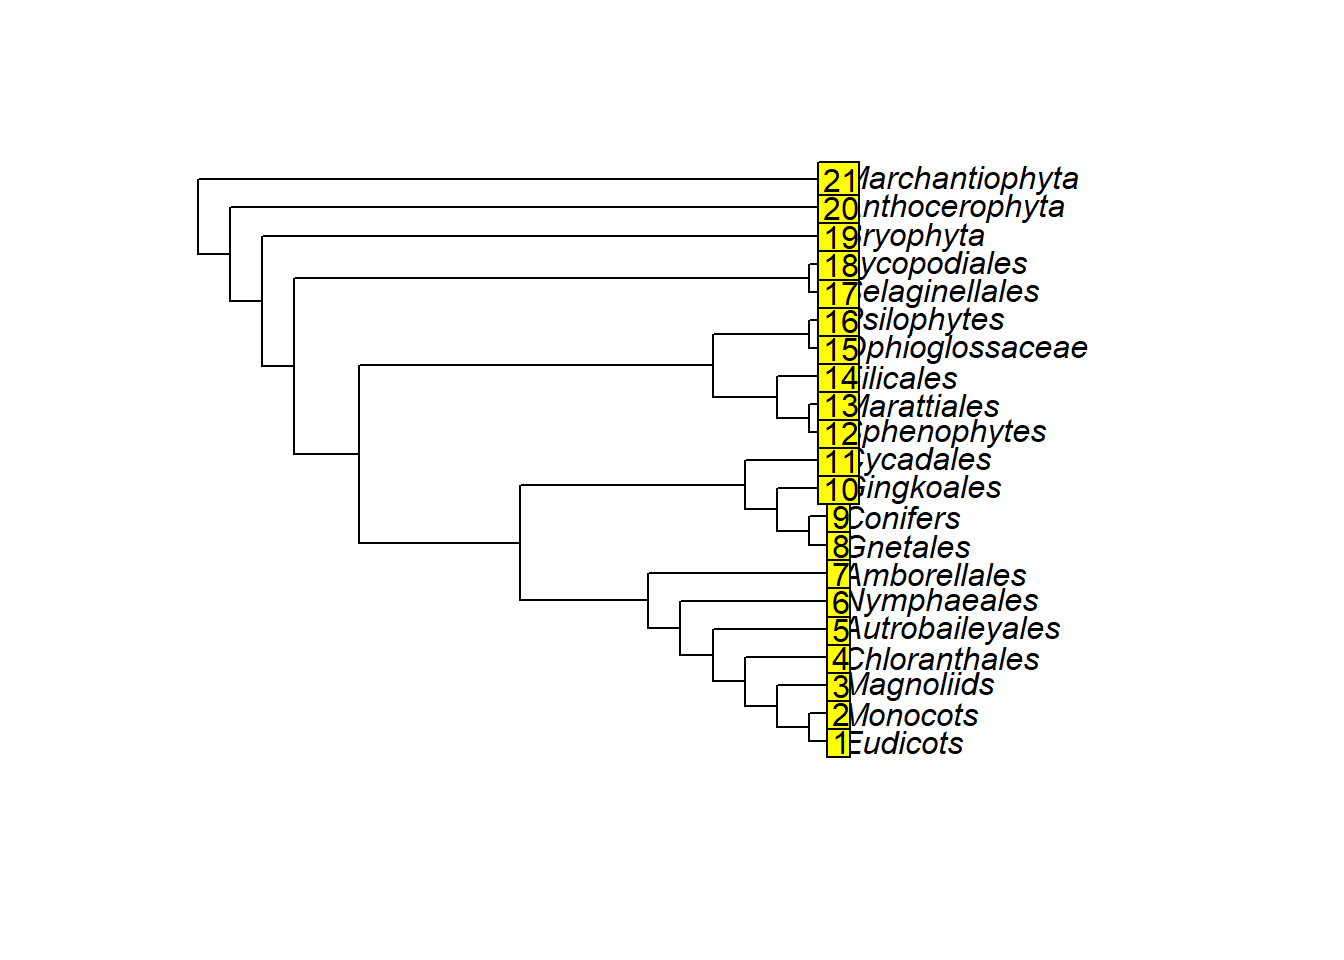 21 Marchantiophyta
20 Anthocerophyta
19 Bryophyta
18 Lycopodiales
17 Selaginellales
16 Psilophytes
15 Ophioglossaceae
14 Filicales
13 Marattiales
12 Sphenophytes
11 Cycadales
10 Gingkoales
9 Conifers
8 Gnetales
7 Amborellales
6 Nymphaeales
5 Autrobaileyales
4 Chloranthales
3 Magnoliids
2 Monocots
1 Eudicots